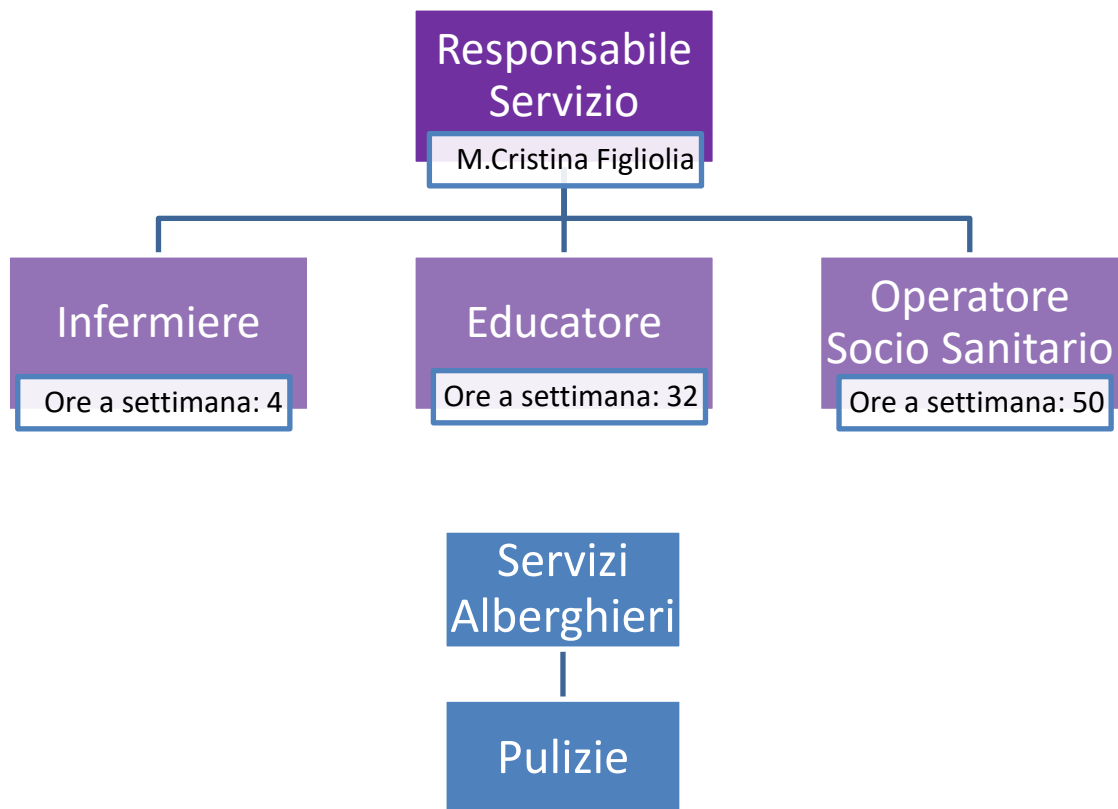 Responsabile
Servizio
M.Cristina Figliolia
Infermiere
Ore a settimana: 4
Educatore
Ore a settimana: 32
Operatore
Socio Sanitario
Ore a settimana: 50
Servizi
Alberghieri
Pulizie